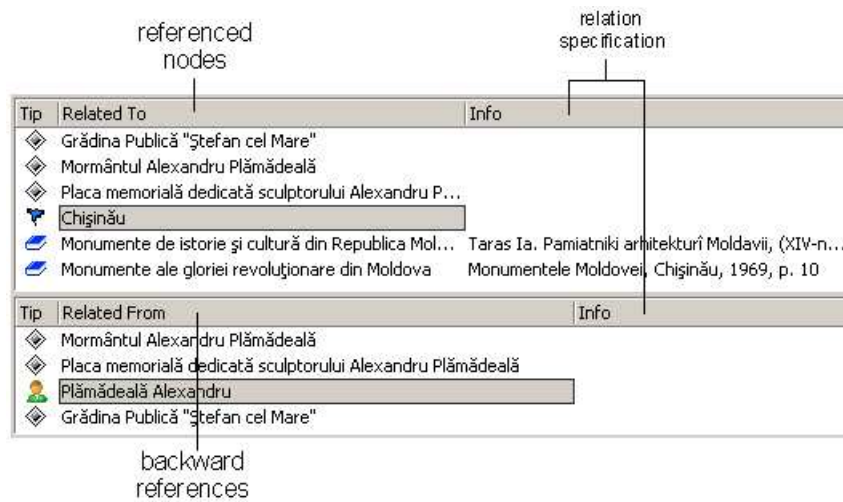 referenced
nodes
relation
specification
Tip Related To Info
Grădina Publică "Ştefan cel Mare"
Mormântul Alexandru Plămădeală
Placa memorială dedicată sculptorului Alexandru P...
Chişinău
Monumente de istorie şi cultură din Republica Mol... Taras Ia. Pamiatniki arhitekturî Moldavii, (XIV-n...
Monumente ale gloriei revoluţionare din Moldova Monumentele Moldovei, Chişinău, 1969, p. 10
Tip Related From Info
Mormântul Alexandru Plămădeală
Placa memorială dedicată sculptorului Alexandru Plămădeală
Plămădeală Alexandru
Grădina Publică "Ştefan cel Mare"
backward
references